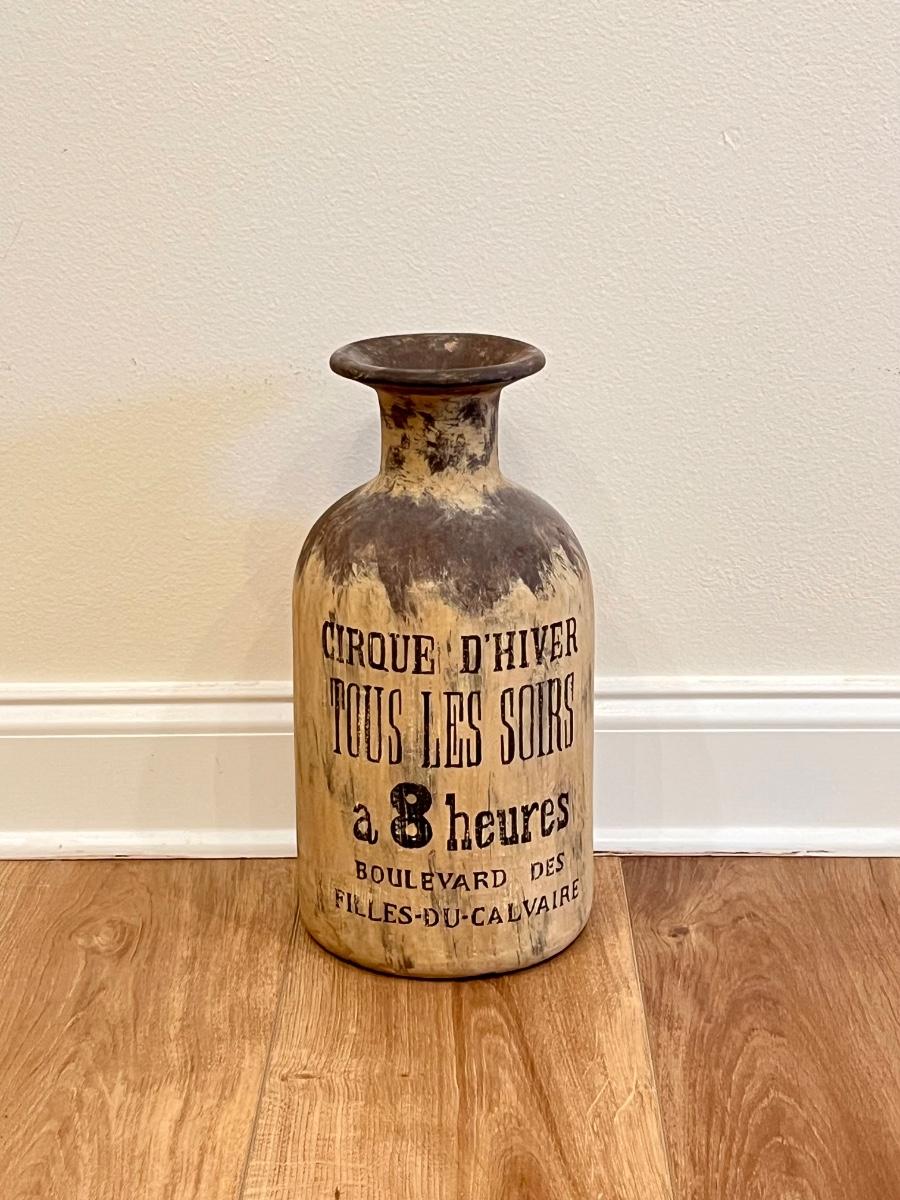 CIRQUE D'HIVER
TOUS LES SOIRS
a 8 heures
BOULEVARD DES
FILLES-DU-CALVAIRE